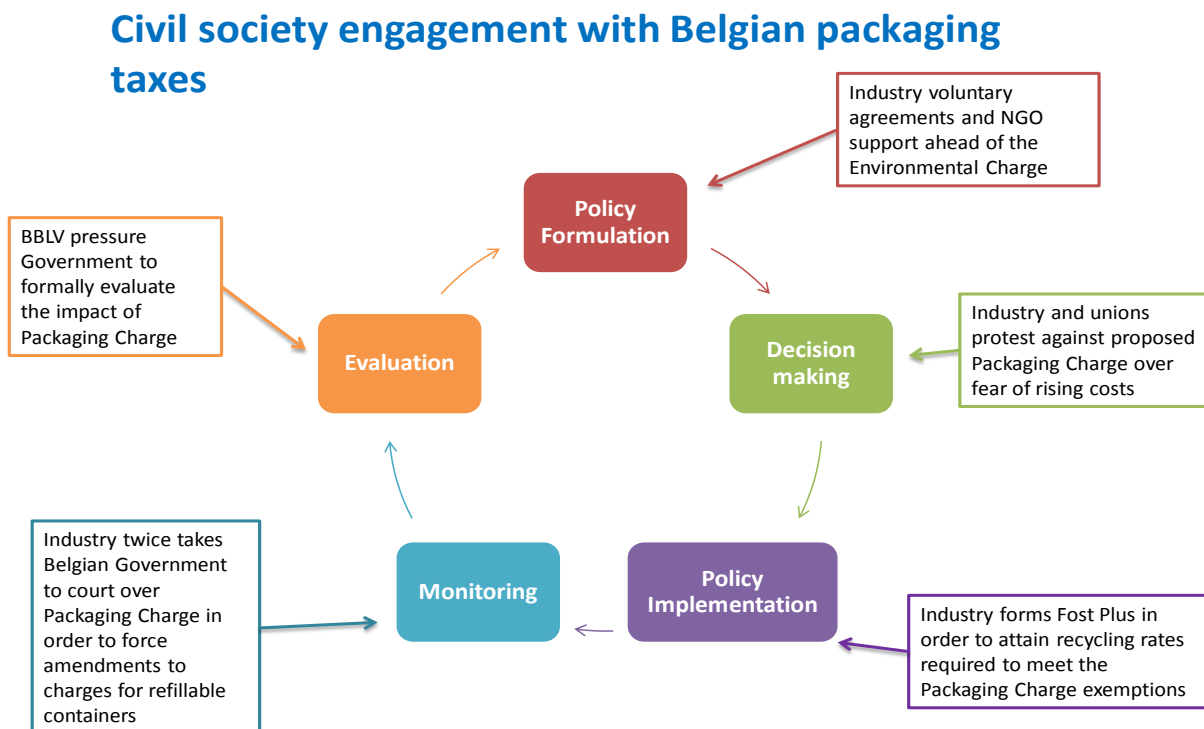 Civil society engagement with Belgian packaging
taxes
Industry voluntary
agreements and NGO
support ahead of the
Environmental Charge
Policy
Formulation
BBLV pressure
Government to
formally evaluate
the impact of
Packaging Charge
Evaluation
Decision
making
Industry and unions
protest against proposed
Packaging Charge over
fear of rising costs
Industry twice takes
Belgian Government
to court over
Packaging Charge in
order to force
amendments to
charges for refillable
containers
Monitoring
Policy
Implementation
Industry forms Fost Plus in
order to attain recycling rates
required to meet the
Packaging Charge exemptions